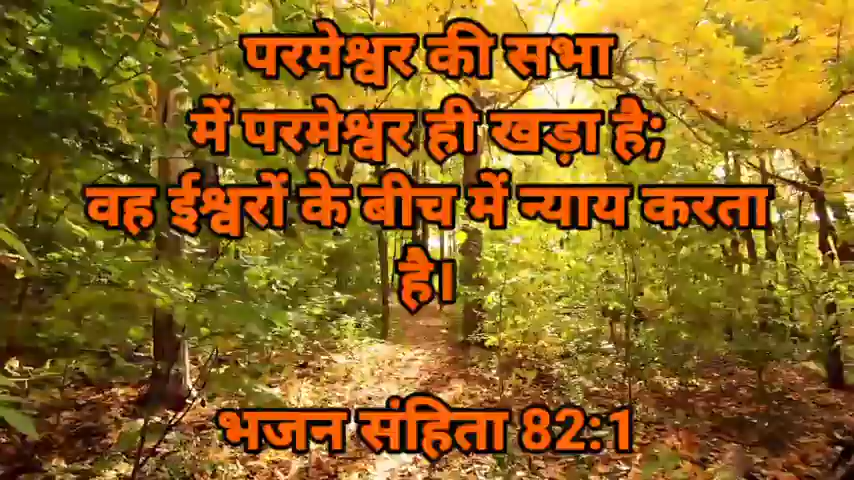 परमेश्वर की सभा
में परमेश्वर ही खड़ा है;
वह ईश्वरों के बीच में न्याय करता
है।
भजन संहिता 82:1